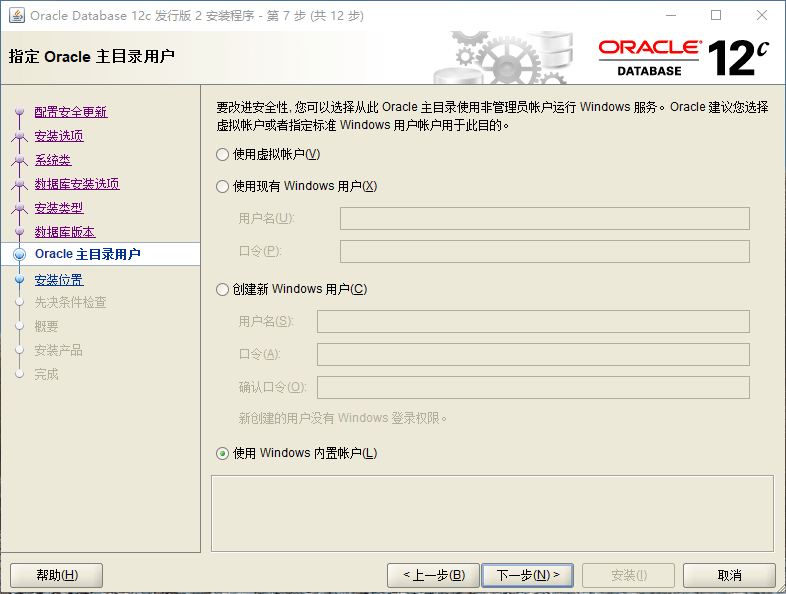 Oracle Database 12c 发行版 2 安装程序 - 第 7 步 (共 12 步)
指定 Oracle 主目录用户
ORACLE®
DATABASE
12c
配置安全更新
安装选项
系统类
数据库安装选项
安装类型
数据库版本
Oracle 主目录用户
安装位置
先决条件检查
概要
安装产品
完成
要改进安全性, 您可以选择从此 Oracle 主目录使用非管理员帐户运行 Windows 服务。Oracle 建议您选择
虚拟帐户或者指定标准 Windows 用户帐户用于此目的。
使用虚拟帐户(V)
使用现有 Windows 用户(X)
用户名(U):
口令(P):
创建新 Windows 用户(C)
用户名(S):
口令(A):
确认口令(O):
新创建的用户没有 Windows 登录权限。
使用 Windows 内置帐户(L)
帮助(H)
< 上一步(B)
下一步(N) >
安装(I)
取消